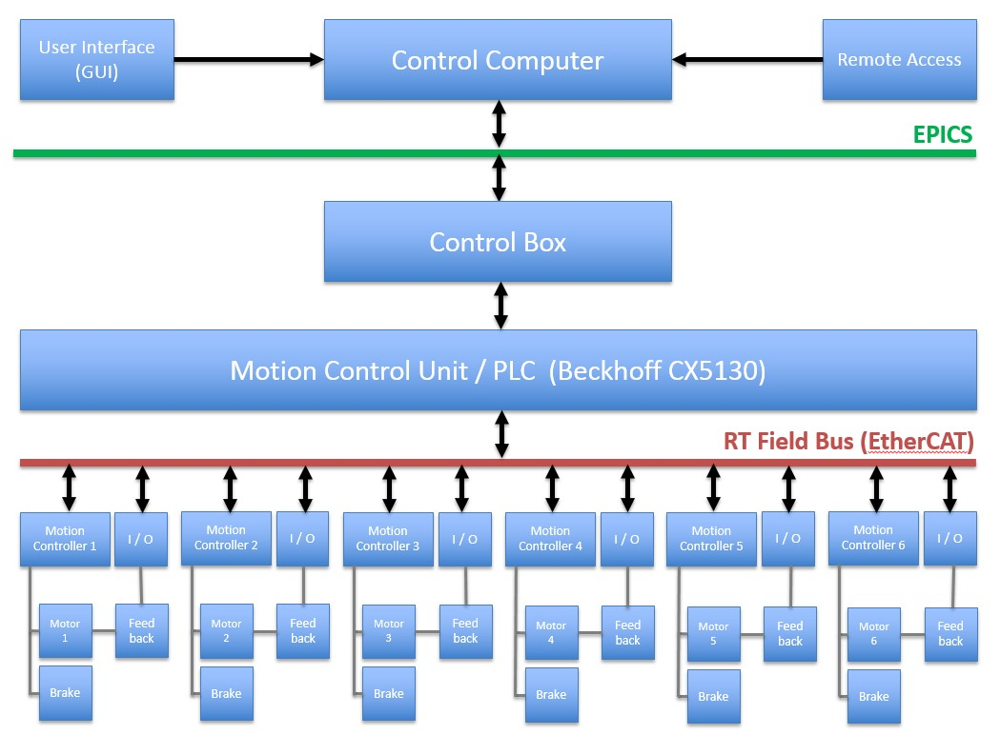 User Interface
(GUI)
Control Computer
Remote Access
EPICS
Control Box
Motion Control Unit / PLC  (Beckhoff CX5130)
RT Field Bus (EtherCAT)
Motion
Controller 1
I / O
Motion
Controller 2
I / O
Motion
Controller 3
I / O
Motion
Controller 4
I / O
Motion
Controller 5
I / O
Motion
Controller 6
I / O
Motor
1
Feed
back
Motor
2
Feed
back
Motor
3
Feed
back
Motor
4
Feed
back
Motor
5
Feed
back
Motor
6
Feed
back
Brake
Brake
Brake
Brake
Brake
Brake